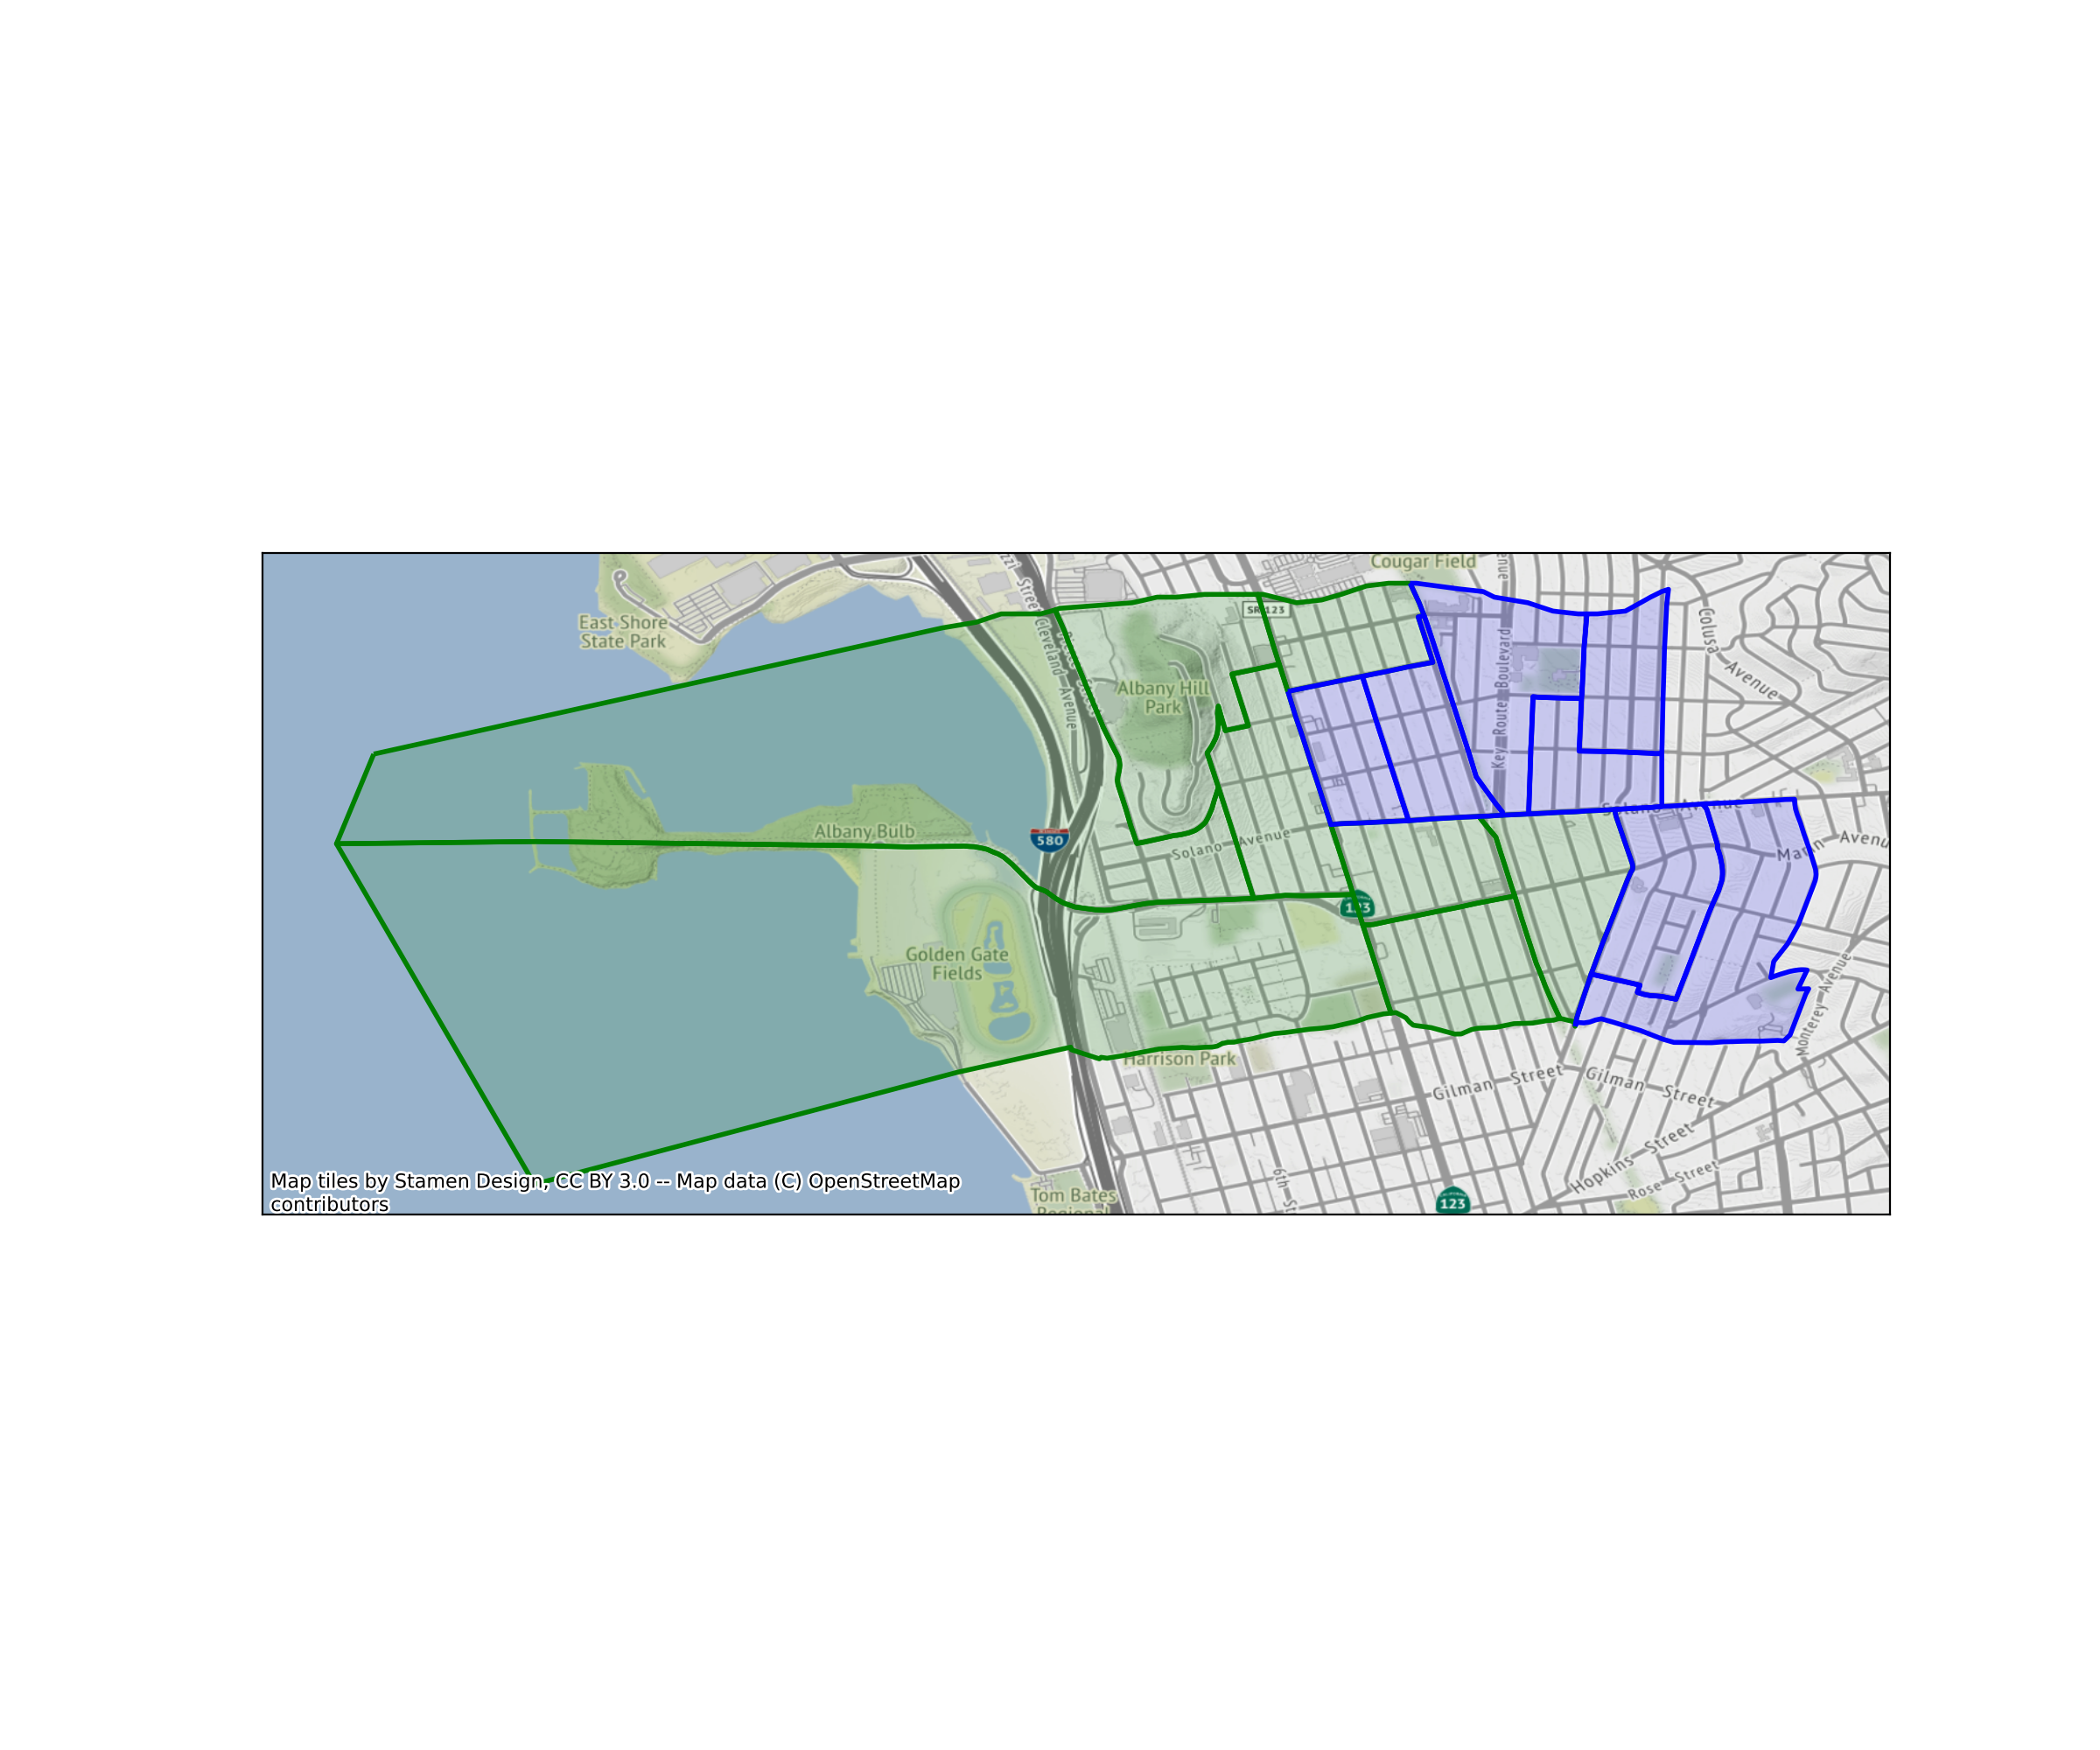 Cougar Field
Street
Cleveland Avenue
SR 123
East Shore
State Park
Colusa
Avenue
Key Route Boulevard
Albany Hill
Park
Albany Bulb
580
Solano Avenue
Solano Avenue
Marin Avenu
123
Golden Gate
Fields
Monterey Avenue
Harrison Park
Gilman Street
Gilman Street
Hopkins Street
Rose Street
6th St
Tom Bates
Regional
123
Map tiles by Stamen Design, CC BY 3.0 -- Map data (C) OpenStreetMap
contributors